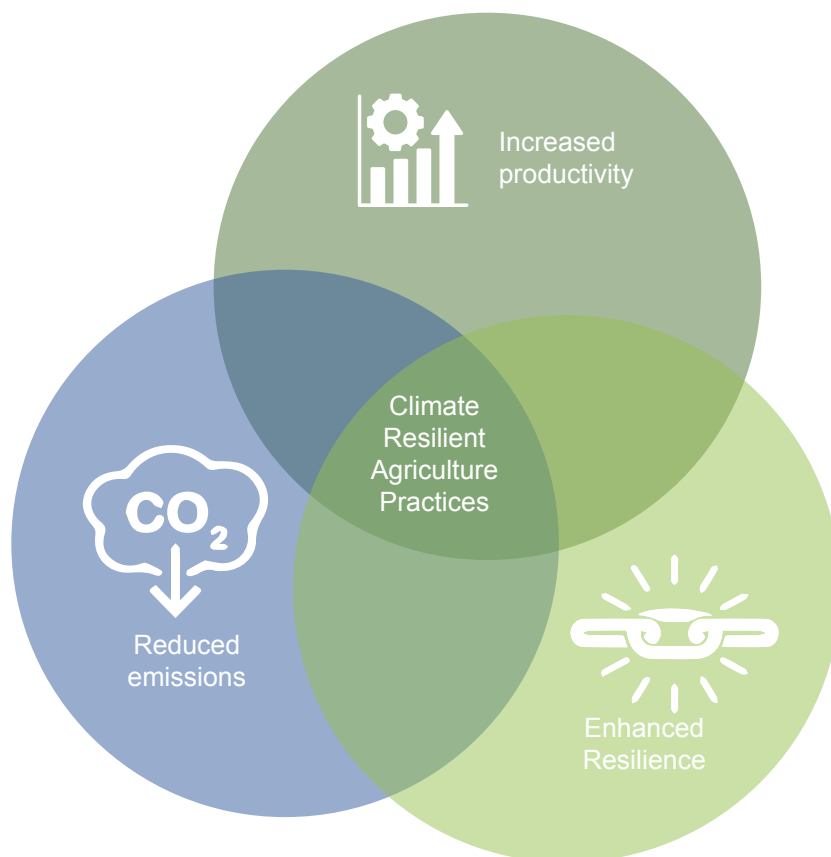 Increased
productivity
Climate
Resilient
Agriculture
Practices
CO2
Reduced
emissions
Enhanced
Resilience